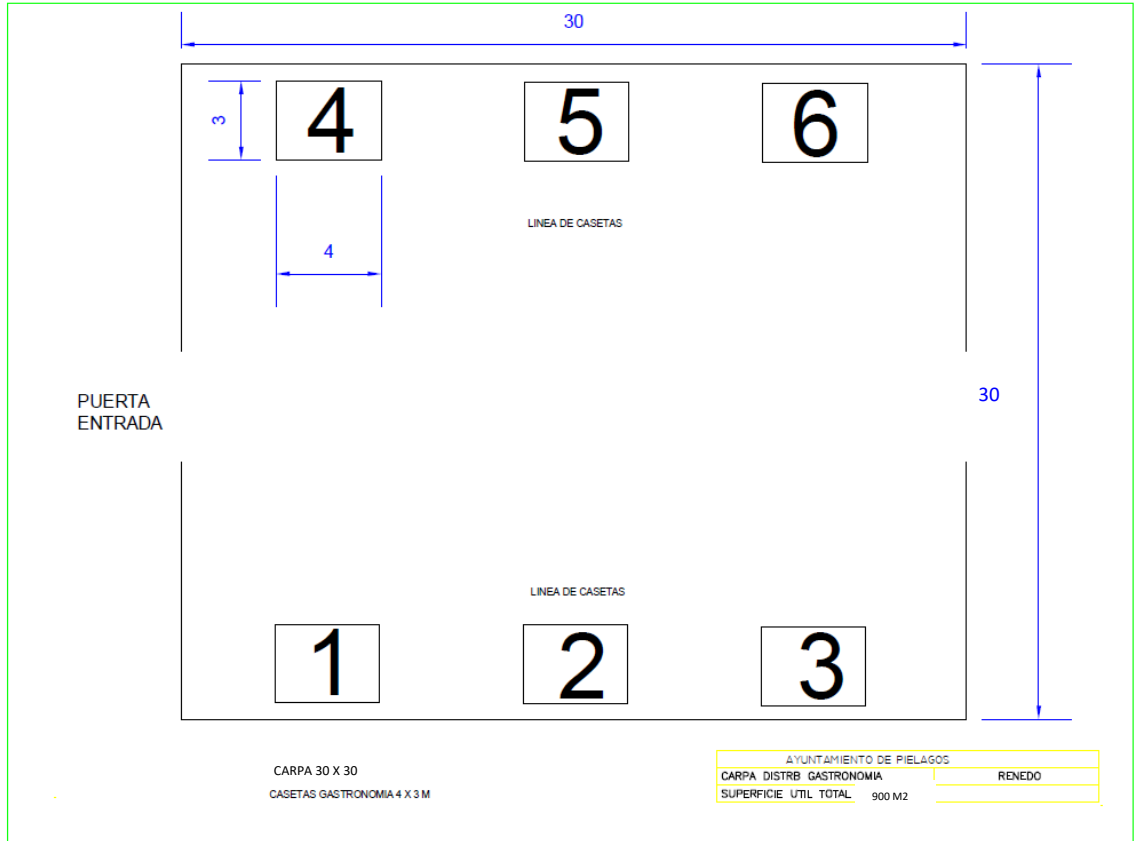 30
4
5
6
3
LINEA DE CASETAS
4
PUERTA
ENTRADA
30
LINEA DE CASETAS
1
2
3
CARPA 30 X 30
CASETAS GASTRONOMIA 4 X 3 M
AYUNTAMIENTO DE PIELAGOS
CARPA DISTRB GASTRONOMIA RENEDO
SUPERFICIE UTIL TOTAL 900 M2